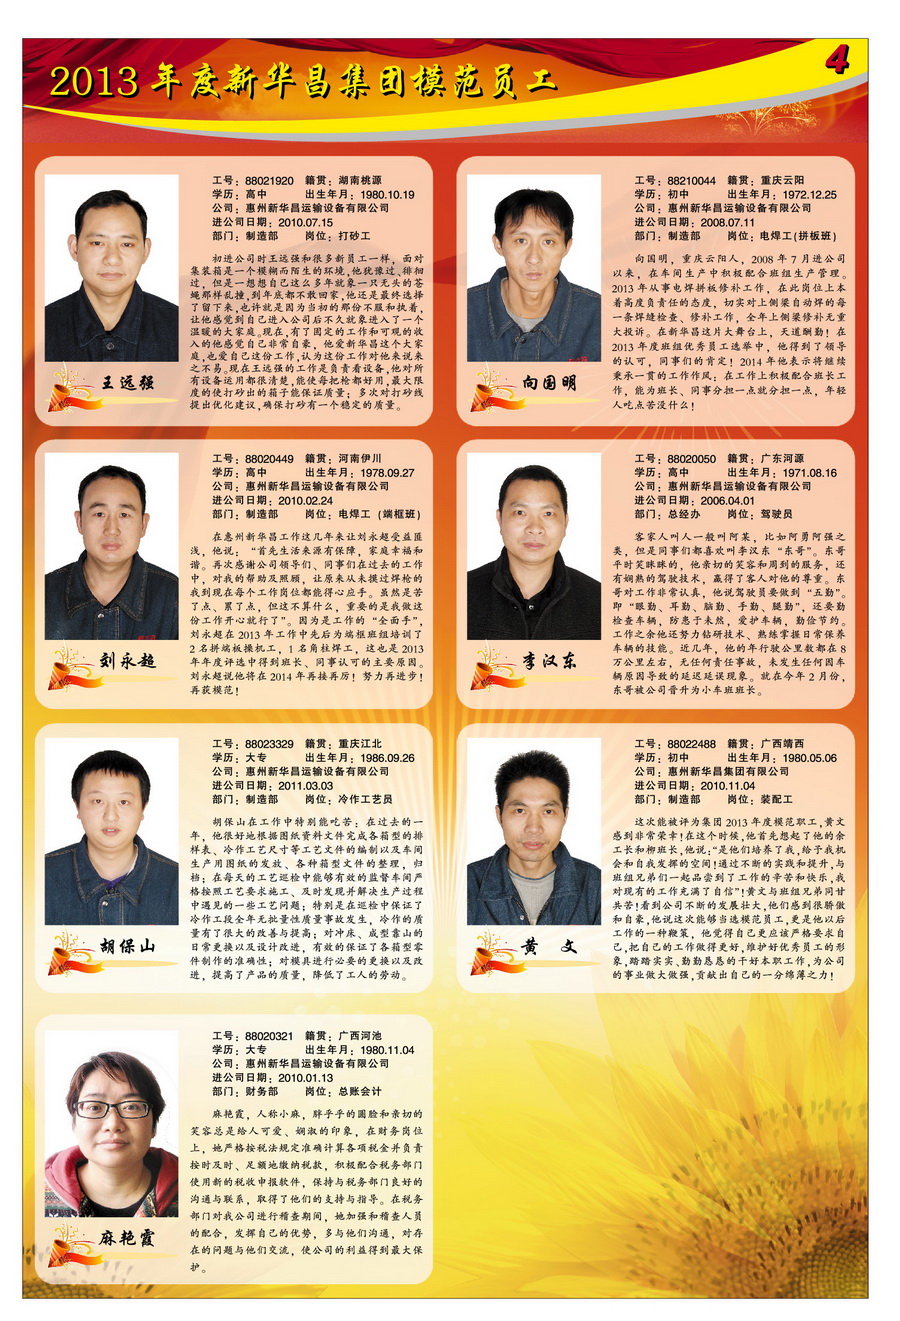 2013 年度新华昌集团模范员工
4
工号：88021920 籍贯：湖南桃源
学历：高中 出生年月：1980.10.19
公司：惠州新华昌运输设备有限公司
进公司日期：2010.07.15
部门：制造部 岗位：打砂工
初进公司时王远强和很多新员工一样，面对
集装箱是一个模糊而陌生的环境，他犹豫过、徘徊
过，但是一想想自己这么多年就象一只无头的苍
蝇那样乱撞，到年底都不敢回家，他还是最终选择
了留下来，也许就是因为当初的那份不服和执着，
让他感觉到自己进入公司后不久就象进入了一个
温暖的大家庭。现在，有了固定的工作和可观的收
入的他感觉自己非常自豪，他爱新华昌这个大家
庭，也爱自己这份工作，认为这份工作对他来说来
之不易。现在王远强的工作是负责看设备，他对所
有设备运用都很清楚，能使每把枪都好用，最大限
度的使打砂出的箱子能保证质量；多次对打砂线
提出优化建议，确保打砂有一个稳定的质量。
王远强
工号：88210044 籍贯：重庆云阳
学历：初中 出生年月：1972.12.25
公司：惠州新华昌运输设备有限公司
进公司日期：2008.07.11
部门：制造部 岗位：电焊工(拼板班)
向国明，重庆云阳人，2008 年 7 月进公司
以来，在车间生产中积极配合班组生产管理。
2013 年从事电焊拼板修补工作，在此岗位上本
着高度负责任的态度，切实对上侧梁自动焊的每
一条焊缝检查、修补工作，全年上侧梁修补无重
大投诉。在新华昌这片大舞台上，天道酬勤！在
2013 年度班组优秀员工选举中，他得到了领导
的认可，同事们的肯定！2014 年他表示将继续
秉承一贯的工作作风；在工作上积极配合班长工
作，能为班长、同事分担一点就分担一点，年轻
人吃点苦没什么！
向国明
工号：88020449 籍贯：河南伊川
学历：高中 出生年月：1978.09.27
公司：惠州新华昌运输设备有限公司
进公司日期：2010.02.24
部门：制造部 岗位：电焊工（端框班）
在惠州新华昌工作这几年来让刘永超受益匪
浅，他说：“首先生活来源有保障，家庭幸福和
谐。再次感谢公司领导们、同事们在过去的工作
中，对我的帮助及照顾，让原来从未摸过焊枪的
我到现在每个工作岗位都能得心应手。虽然是苦
了点、累了点，但这不算什么，重要的是我做这
份工作开心就行了”。因为是工作的“全面手”，
刘永超在 2013 年工作中先后为端框班组培训了
2 名拼端板操机工，1 名角柱焊工，这也是 2013
年年度评选中得到班长、同事认可的主要原因。
刘永超说他将在 2014 年再接再厉！努力再进步！
再获模范！
刘永超
工号：88020050 籍贯：广东河源
学历：高中 出生年月：1971.08.16
公司：惠州新华昌运输设备有限公司
进公司日期：2006.04.01
部门：总经办 岗位：驾驶员
客家人叫人一般叫阿某，比如阿勇阿强之
类，但是同事们都喜欢叫李汉东“东哥”。东哥
平时笑眯眯的，他亲切的笑容和周到的服务，还
有娴熟的驾驶技术，赢得了客人对他的尊重。东
哥对工作非常认真，他说驾驶员要做到“五勤”。
即“眼勤、耳勤、脑勤、手勤、腿勤”，还要勤
检查车辆，防患于未然，爱护车辆，勤俭节约。
工作之余他还努力钻研技术、熟练掌握日常保养
车辆的技能。近几年，他的年行驶公里数都在 8
万公里左右，无任何责任事故，未发生任何因车
辆原因导致的延迟延误现象。就在今年 2 月份，
东哥被公司晋升为小车班班长。
李汉东
工号：88023329 籍贯：重庆江北
学历：大专 出生年月：1986.09.26
公司：惠州新华昌运输设备有限公司
进公司日期：2011.03.03
部门：制造部 岗位：冷作工艺员
胡保山在工作中特别能吃苦；在过去的一
年，他很好地根据图纸资料文件完成各箱型的排
样表、冷作工艺尺寸等工艺文件的编制以及车间
生产用图纸的发放、各种箱型文件的整理，归
档；在每天的工艺巡检中能够有效的监督车间严
格按照工艺要求施工、及时发现并解决生产过程
中遇见的一些工艺问题；特别是在巡检中保证了
冷作工段全年无批量性质量事故发生，冷作的质
量有了很大的改善与提高；对冲床、成型靠山的
日常更换以及设计改进，有效的保证了各箱型零
件制作的准确性；对模具进行必要的更换以及改
进，提高了产品的质量，降低了工人的劳动。
胡保山
工号：88022488 籍贯：广西靖西
学历：初中 出生年月：1980.05.06
公司：惠州新华昌集团有限公司
进公司日期：2010.11.04
部门：制造部 岗位：装配工
这次能被评为集团 2013 年度模范职工，黄文
感到非常荣幸！在这个时候，他首先想起了他的余
工长和柳班长，他说：“是他们培养了我，给予我机
会和自我发挥的空间！通过不断的实践和提升，与
班组兄弟们一起品尝到了工作的辛苦和快乐，我
对现有的工作充满了自信”！黄文与班组兄弟同甘
共苦！看到公司不断的发展壮大，他们感到很骄傲
和自豪，他说这次能够当选模范员工，更是他以后
工作的一种鞭策，他觉得自己更应该严格要求自
己，把自己的工作做得更好，维护好优秀员工的形
象，踏踏实实、勤勤恳恳的干好本职工作，为公司
的事业做大做强，贡献出自己的一分绵薄之力！
黄 文
工号：88020321 籍贯：广西河池
学历：大专 出生年月：1980.11.04
公司：惠州新华昌运输设备有限公司
进公司日期：2010.01.13
部门：财务部 岗位：总账会计
麻艳霞，人称小麻，胖乎乎的圆脸和亲切的
笑容总是给人可爱、娴淑的印象，在财务岗位
上，她严格按税法规定准确计算各项税金并负责
按时及时、足额地缴纳税款，积极配合税务部门
使用新的税收申报软件，保持与税务部门良好的
沟通与联系，取得了他们的支持与指导。在税务
部门对我公司进行稽查期间，她加强和稽查人员
的配合，发挥自己的优势，多与他们沟通，对存
在的问题与他们交流，使公司的利益得到最大保
护。
麻艳霞